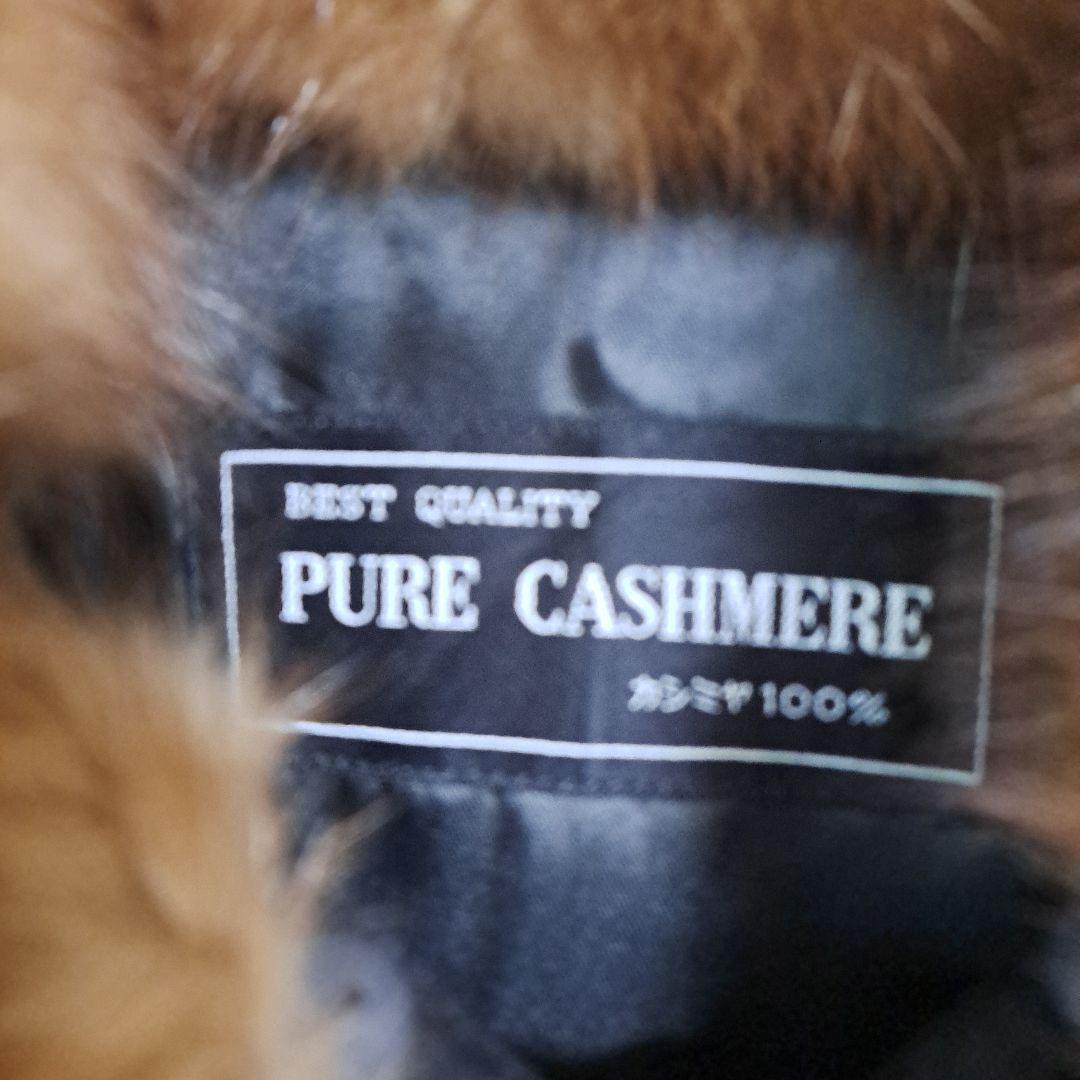 BEST QUALITY
PURE CASHMERE
カシミヤ100%